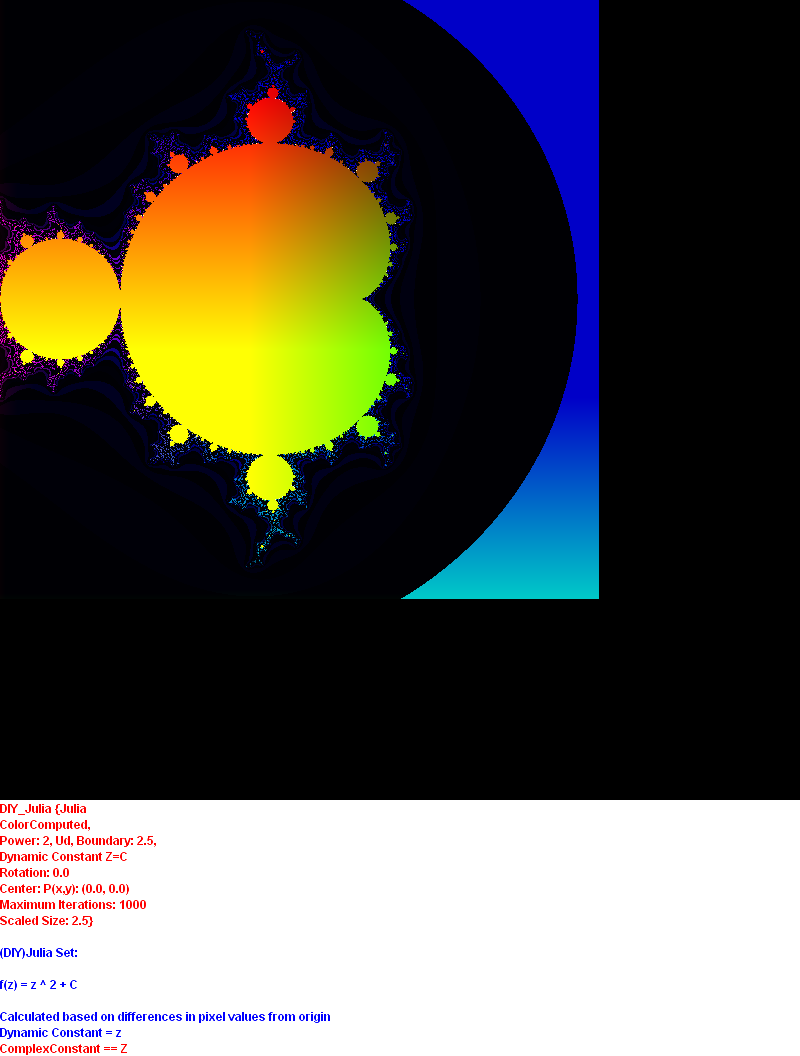 DIY_Julia {Julia
ColorComputed,
Power: 2, Ud, Boundary: 2.5,
Dynamic Constant Z=C
Rotation: 0.0
Center: P(x,y): (0.0, 0.0)
Maximum Iterations: 1000
Scaled Size: 2.5}
(DIY)Julia Set:
f(z) = z ^ 2 + C
Calculated based on differences in pixel values from origin
Dynamic Constant = z
ComplexConstant == Z